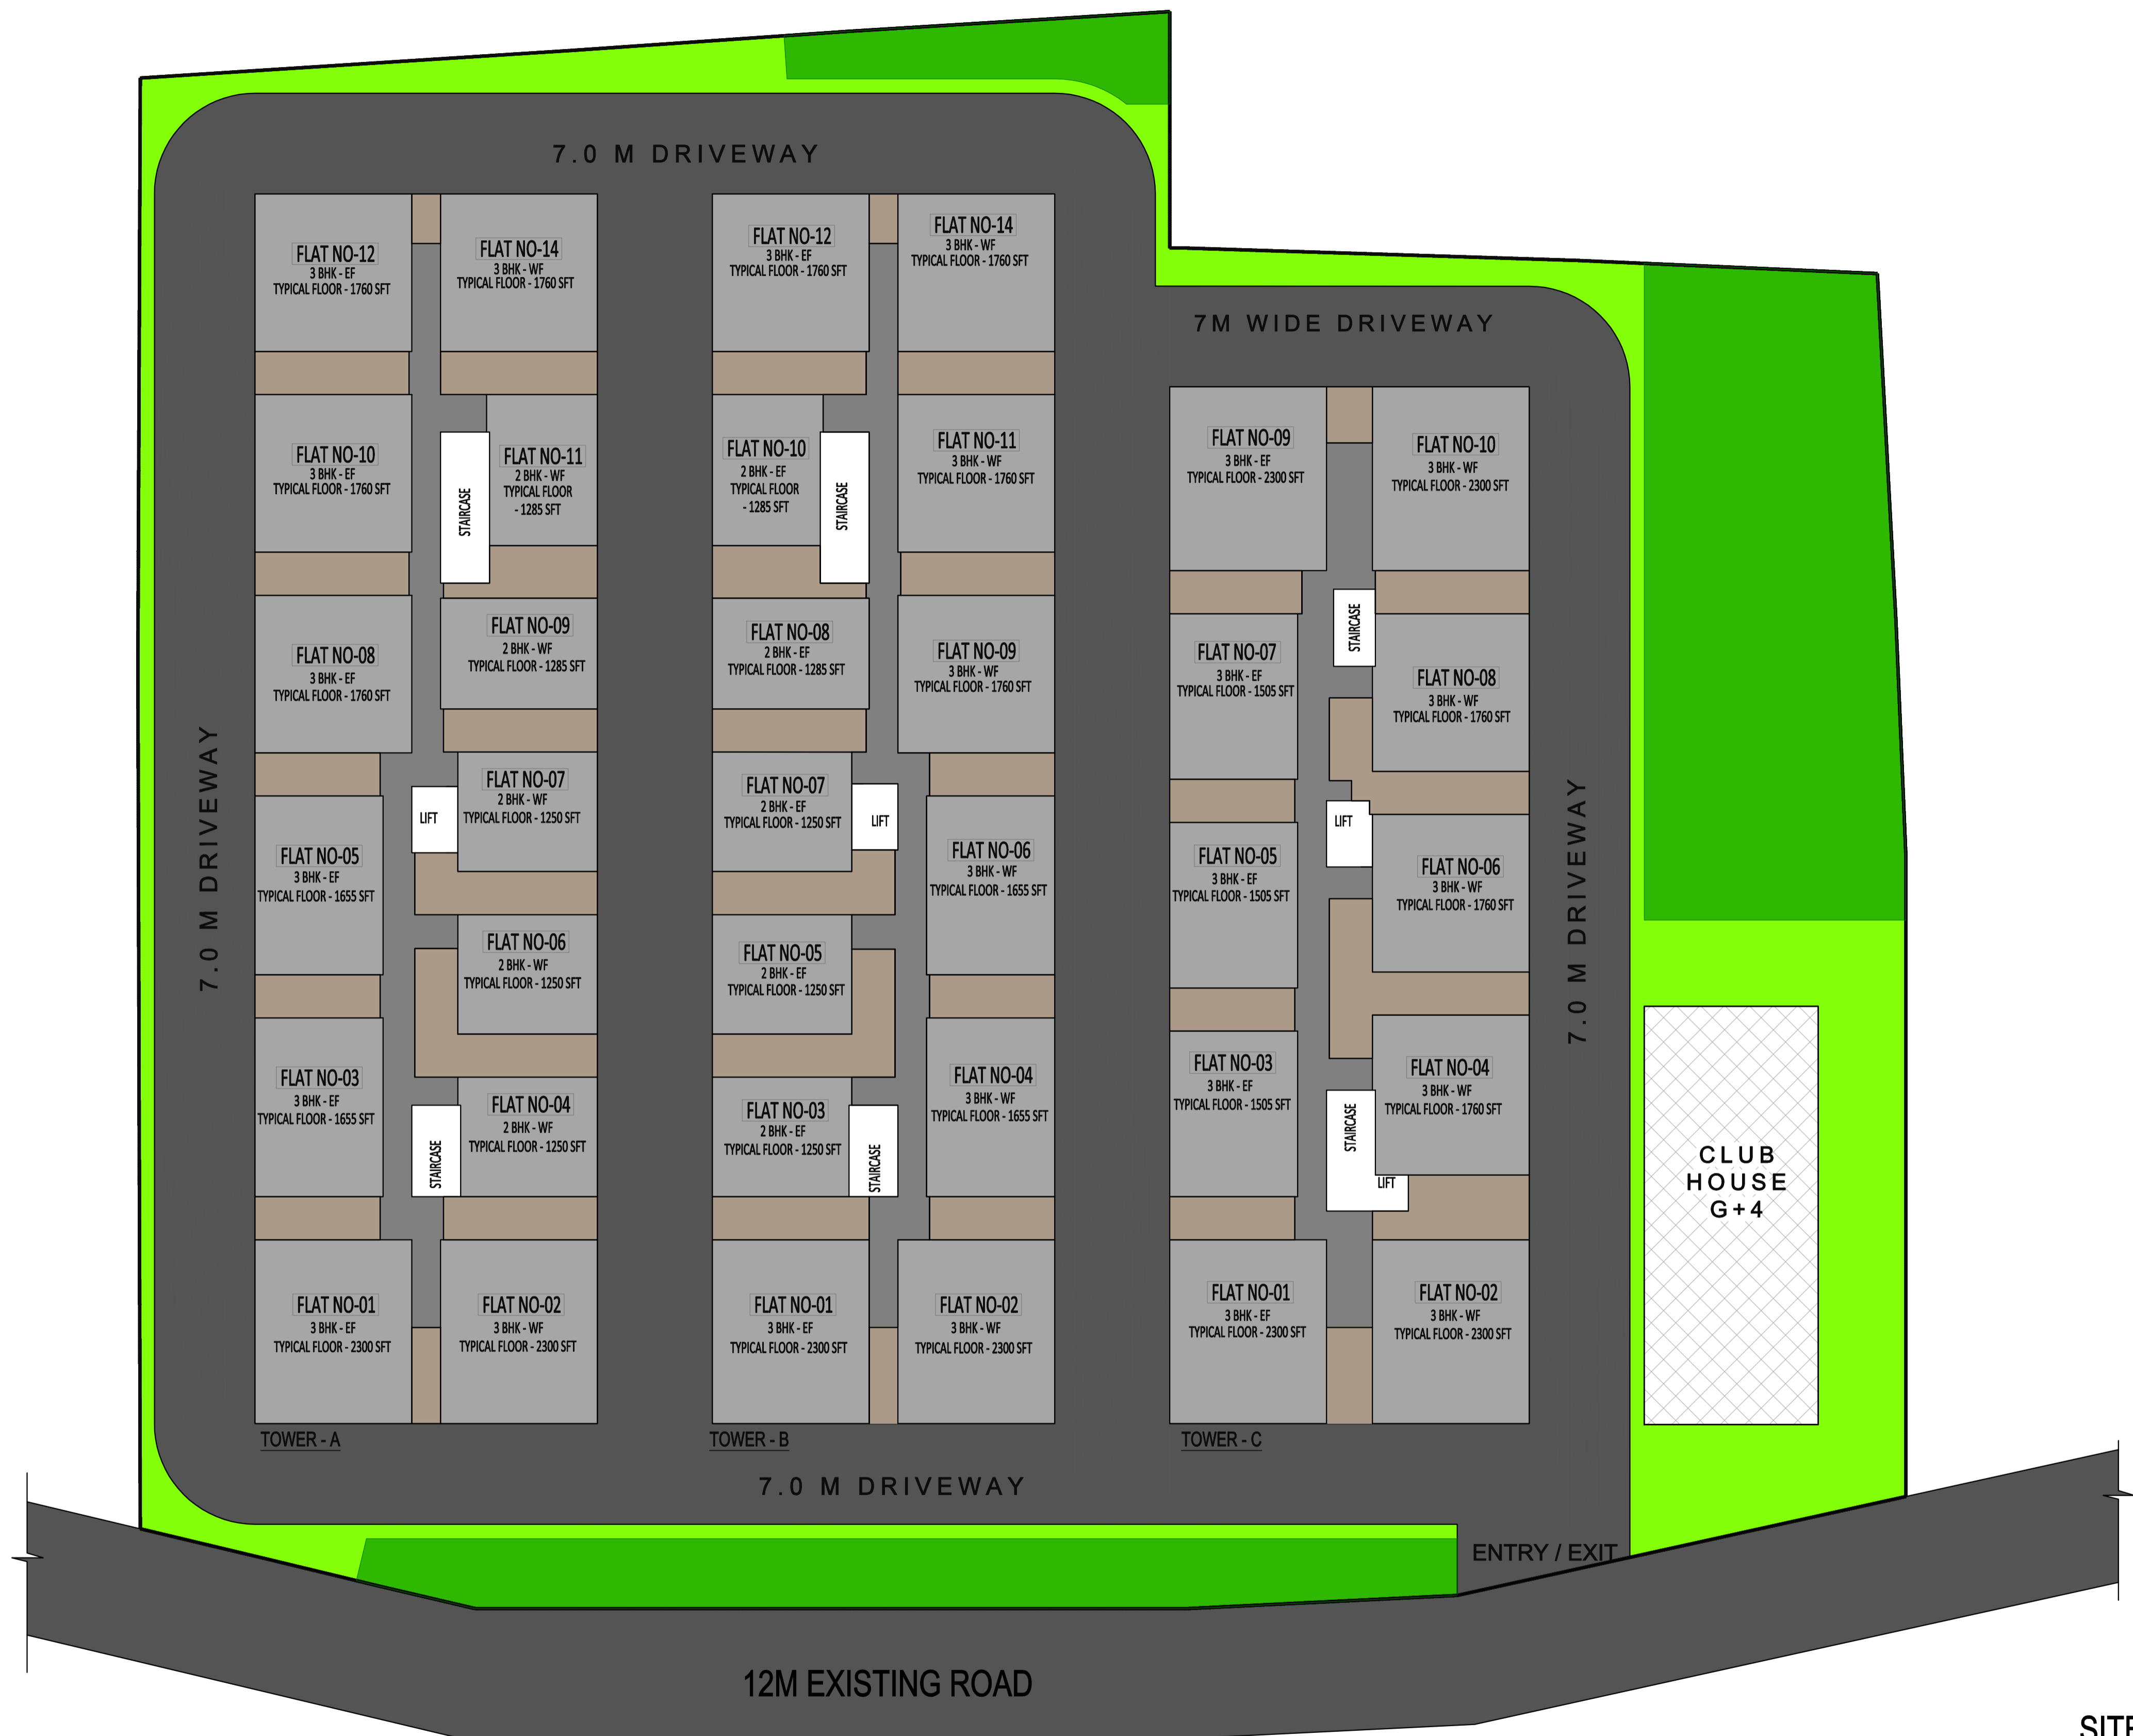 7.0 M DRIVEWAY
7M WIDE DRIVEWAY
7.0 M DRIVEWAY
FLAT NO-12
3 BHK - EF
TYPICAL FLOOR - 1760 SFT
FLAT NO-14
3 BHK - WF
TYPICAL FLOOR - 1760 SFT
FLAT NO-10
3 BHK - EF
TYPICAL FLOOR - 1760 SFT
FLAT NO-11
2 BHK - WF
TYPICAL FLOOR
- 1285 SFT
STAIRCASE
FLAT NO-08
3 BHK - EF
TYPICAL FLOOR - 1760 SFT
FLAT NO-09
2 BHK - WF
TYPICAL FLOOR - 1285 SFT
FLAT NO-07
2 BHK - WF
TYPICAL FLOOR - 1250 SFT
LIFT
FLAT NO-05
3 BHK - EF
TYPICAL FLOOR - 1655 SFT
FLAT NO-06
2 BHK - WF
TYPICAL FLOOR - 1250 SFT
FLAT NO-03
3 BHK - EF
TYPICAL FLOOR - 1655 SFT
FLAT NO-04
2 BHK - WF
TYPICAL FLOOR - 1250 SFT
STAIRCASE
FLAT NO-01
3 BHK - EF
TYPICAL FLOOR - 2300 SFT
FLAT NO-02
3 BHK - WF
TYPICAL FLOOR - 2300 SFT
TOWER - A
FLAT NO-12
3 BHK - EF
TYPICAL FLOOR - 1760 SFT
FLAT NO-14
3 BHK - WF
TYPICAL FLOOR - 1760 SFT
FLAT NO-10
2 BHK - EF
TYPICAL FLOOR
- 1285 SFT
STAIRCASE
FLAT NO-11
3 BHK - WF
TYPICAL FLOOR - 1760 SFT
FLAT NO-08
2 BHK - EF
TYPICAL FLOOR - 1285 SFT
FLAT NO-09
3 BHK - WF
TYPICAL FLOOR - 1760 SFT
FLAT NO-07
2 BHK - EF
TYPICAL FLOOR - 1250 SFT
LIFT
FLAT NO-06
3 BHK - WF
TYPICAL FLOOR - 1655 SFT
FLAT NO-05
2 BHK - EF
TYPICAL FLOOR - 1250 SFT
FLAT NO-04
3 BHK - WF
TYPICAL FLOOR - 1655 SFT
FLAT NO-03
2 BHK - EF
TYPICAL FLOOR - 1250 SFT
STAIRCASE
FLAT NO-01
3 BHK - EF
TYPICAL FLOOR - 2300 SFT
FLAT NO-02
3 BHK - WF
TYPICAL FLOOR - 2300 SFT
TOWER - B
FLAT NO-09
3 BHK - EF
TYPICAL FLOOR - 2300 SFT
FLAT NO-10
3 BHK - WF
TYPICAL FLOOR - 2300 SFT
STAIRCASE
FLAT NO-07
3 BHK - EF
TYPICAL FLOOR - 1505 SFT
FLAT NO-08
3 BHK - WF
TYPICAL FLOOR - 1760 SFT
LIFT
FLAT NO-05
3 BHK - EF
TYPICAL FLOOR - 1505 SFT
FLAT NO-06
3 BHK - WF
TYPICAL FLOOR - 1760 SFT
FLAT NO-03
3 BHK - EF
TYPICAL FLOOR - 1505 SFT
FLAT NO-04
3 BHK - WF
TYPICAL FLOOR - 1760 SFT
STAIRCASE
LIFT
FLAT NO-01
3 BHK - EF
TYPICAL FLOOR - 2300 SFT
FLAT NO-02
3 BHK - WF
TYPICAL FLOOR - 2300 SFT
TOWER - C
7.0 M DRIVEWAY
CLUB
HOUSE
G+4
7.0 M DRIVEWAY
ENTRY / EXIT
12M EXISTING ROAD